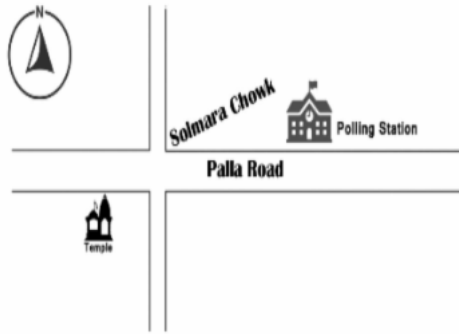 N
Solmara Chowk
Polling Station
Palla Road
Temple